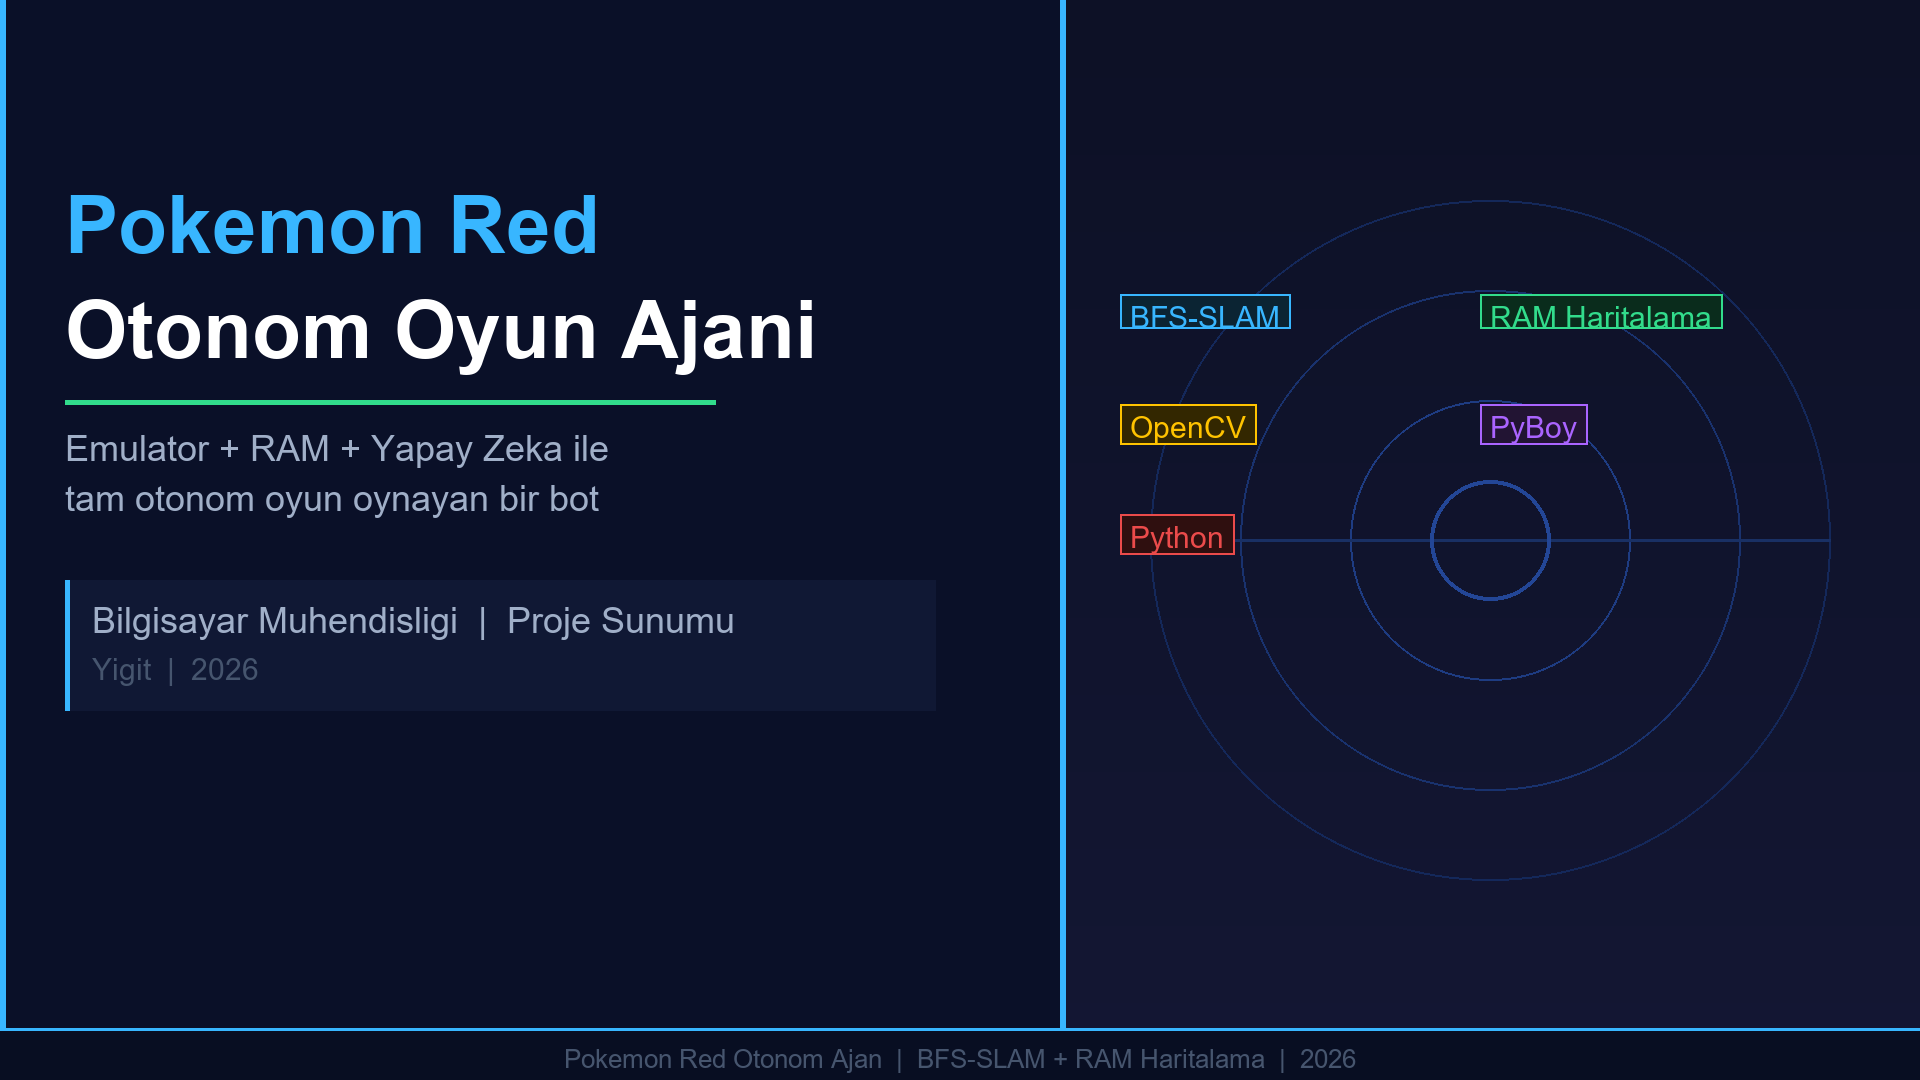 Pokemon Red
Otonom Oyun Ajani
Emulator + RAM + Yapay Zeka ile
tam otonom oyun oynayan bir bot
Bilgisayar Muhendisligi | Proje Sunumu
Yigit | 2026
BFS-SLAM
RAM Haritalama
OpenCV
PyBoy
Python
Pokemon Red Otonom Ajan | BFS-SLAM + RAM Haritalama | 2026